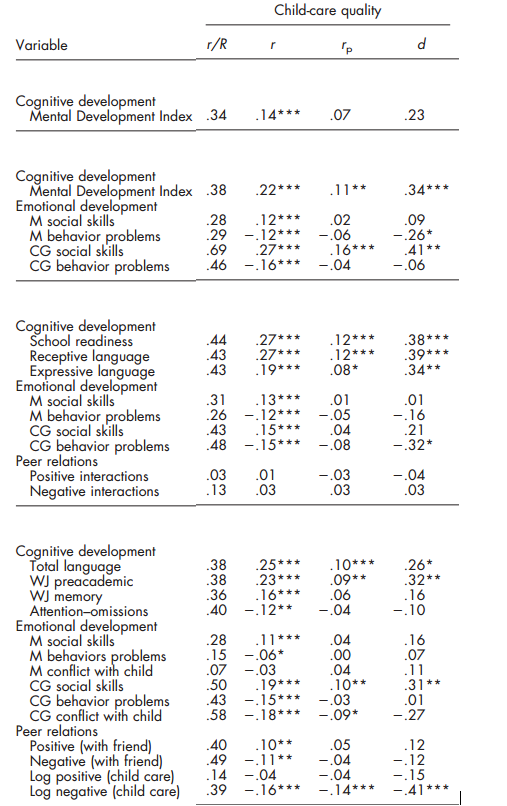 Child-care quality
Variable r/R r rp d
Cognitive development
Mental Development Index .34 .14*** .07 .23
Cognitive development
Mental Development Index .38 .22*** .11** .34***
Emotional development
M social skills .28 .12*** .02 .09
M behavior problems .29 −.12*** −.06 −.26*
CG social skills .69 .27*** .16*** .41**
CG behavior problems .46 −.16*** −.04 −.06
Cognitive development
School readiness .44 .27*** .12*** .38***
Receptive language .43 .27*** .12*** .39***
Expressive language .43 .19*** .08* .34**
Emotional development
M social skills .31 .13*** .01 .01
M behavior problems .26 −.12*** −.05 −.16
CG social skills .43 .15*** .04 .21
CG behavior problems .48 −.15*** −.08 −.32*
Peer relations
Positive interactions .03 .01 −.03 −.04
Negative interactions .13 .03 .03 .03
Cognitive development
Total language .38 .25*** .10*** .26*
WJ preacademic .38 .23*** .09** .32**
WJ memory .36 .16*** .06 .16
Attention–omissions .40 −.12** −.04 −.10
Emotional development
M social skills .28 .11*** .04 .16
M behaviors problems .15 −.06* .00 .07
M conflict with child .07 −.03 .04 .11
CG social skills .50 .19*** .10** .31**
CG behavior problems .43 −.15*** −.03 .01
CG conflict with child .58 −.18*** −.09* −.27
Peer relations
Positive (with friend) .40 .10** .05 .12
Negative (with friend) .49 −.11** −.04 −.12
Log positive (child care) .14 −.04 −.04 −.15
Log negative (child care) .39 −.16*** −.14*** −.41***